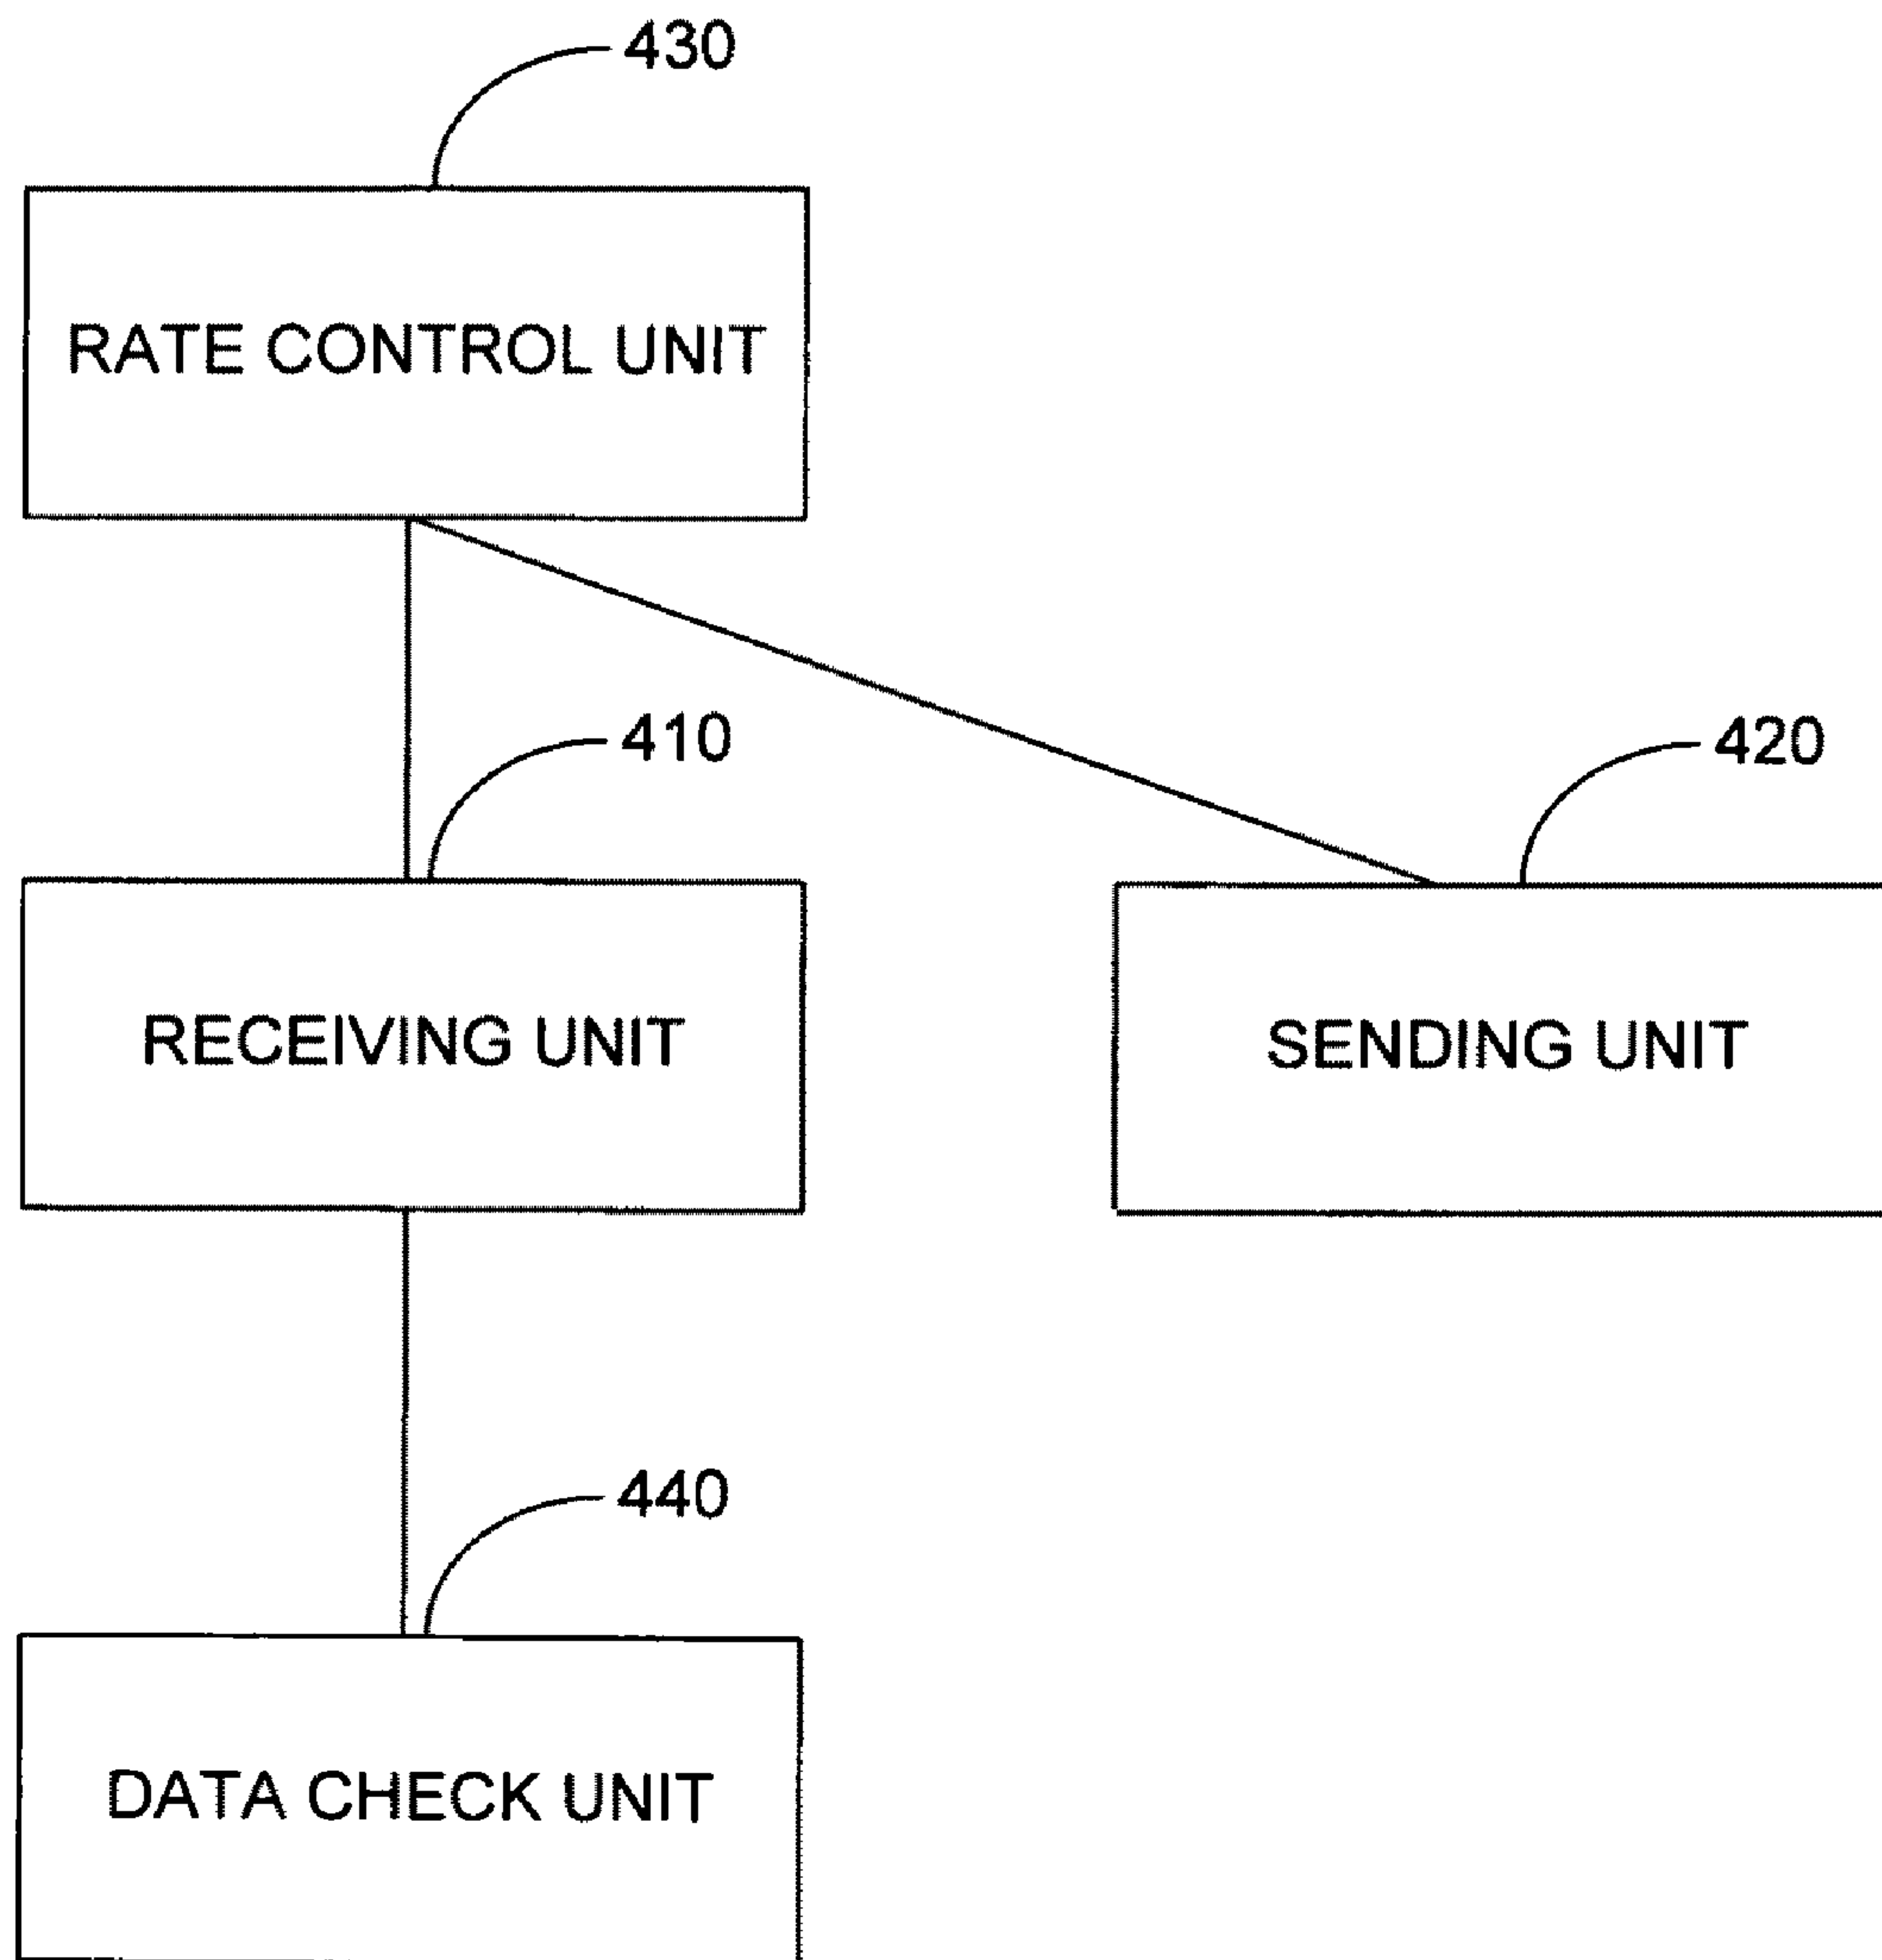 430
RATE CONTROL UNIT
410
420
RECEIVING UNIT
SENDING UNIT
440
DATA CHECK UNIT